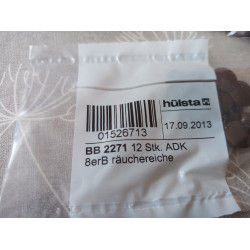 hülsta
01526713
17.09.2013
BB 2271 12 Stk. ADK
8erB räuchereiche